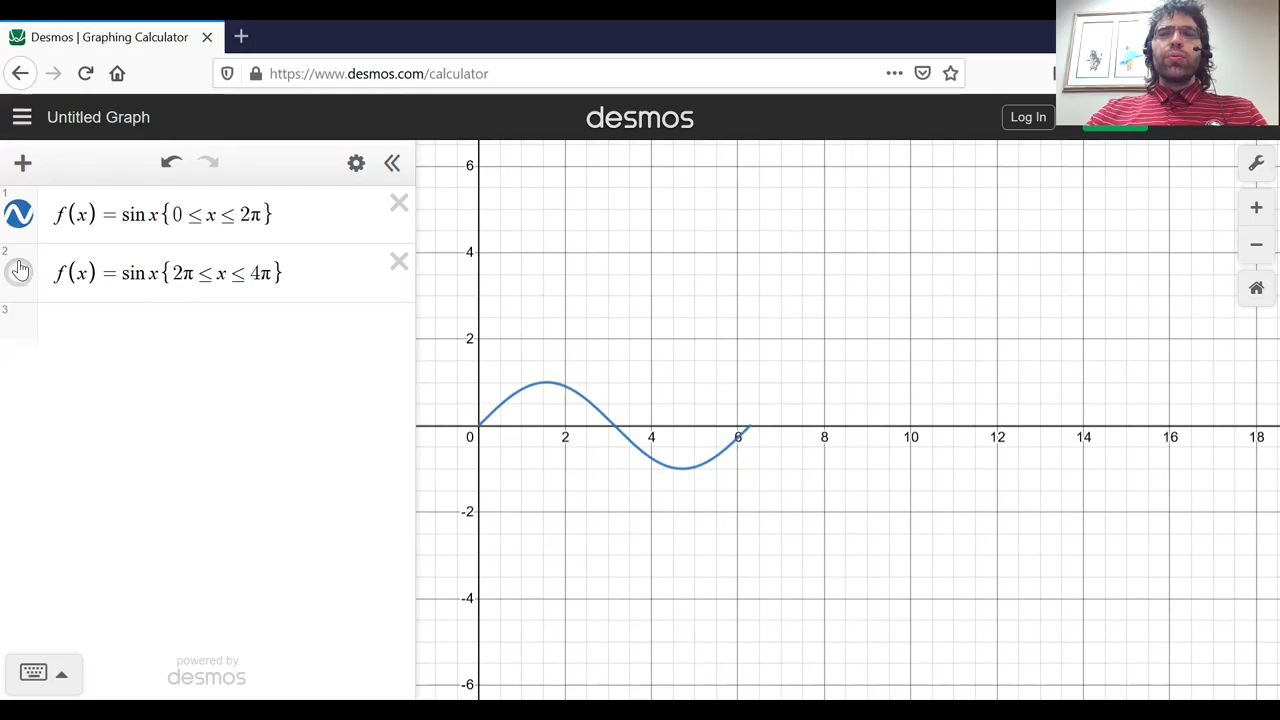 Desmos | Graphing Calculator
https://www.desmos.com/calculator
Untitled Graph
desmos
Log In
1
f(x) = sin x{0 ≤ x ≤ 2π}
2
f(x) = sin x{2π ≤ x ≤ 4π}
3
powered by
desmos
6
4
2
0 2 4 6 8 10 12 14 16 18
-2
-4
-6